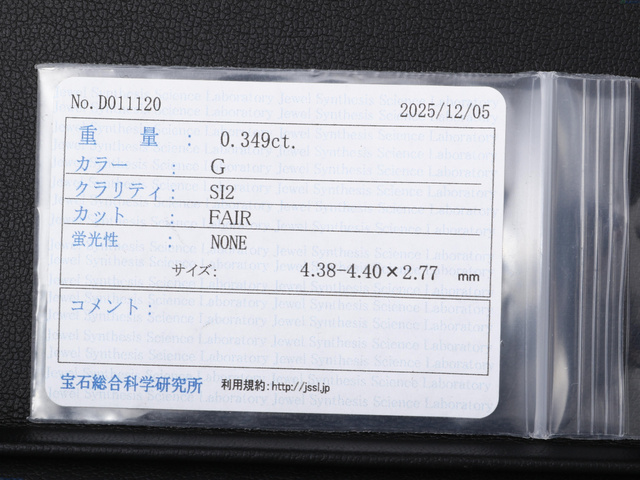 No.D011120
2025/12/05
重 量 : 0.349ct.
カラー : G
クラリティ: SI2
カット : FAIR
蛍光性 : NONE
サイズ: 4.38-4.40×2.77 mm
コメント:
宝石総合科学研究所 利用規約:http://jssl.jp